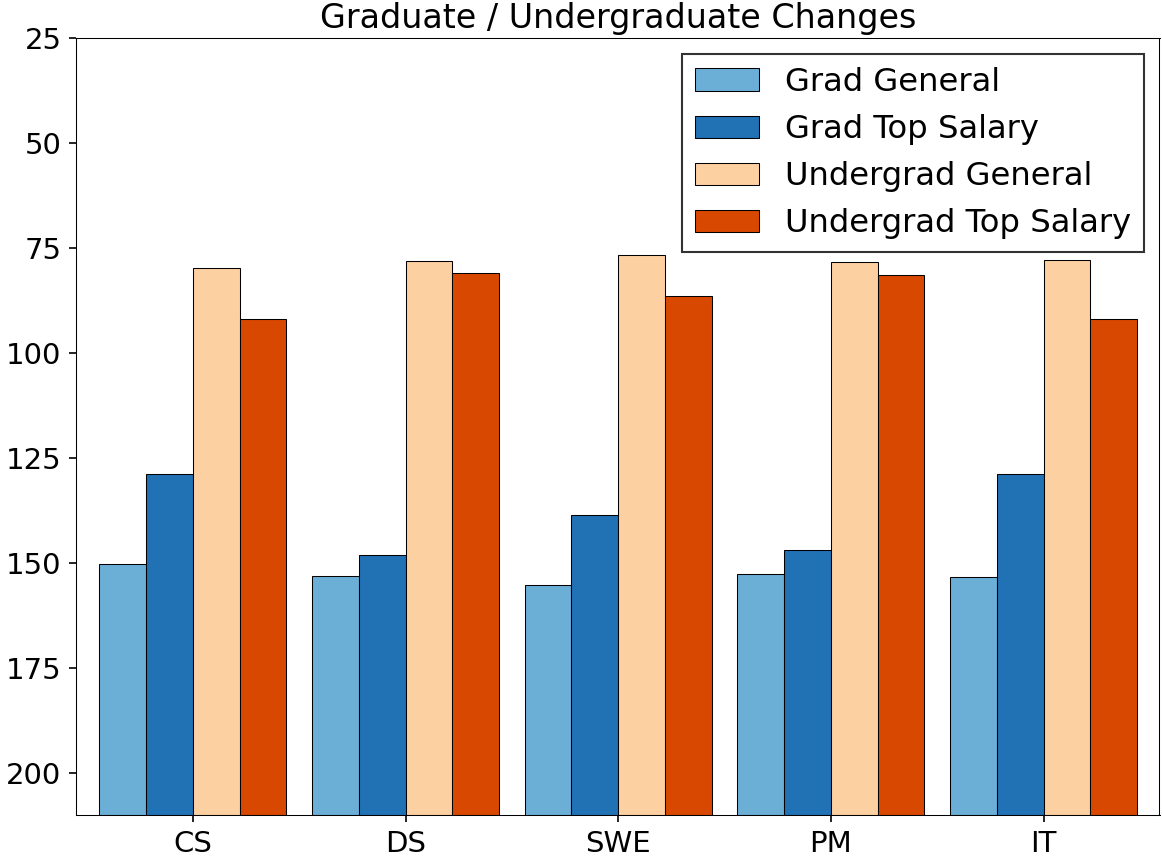 Graduate / Undergraduate Changes
25
50
75
100
125
150
175
200
Grad General
Grad Top Salary
Undergrad General
Undergrad Top Salary
CS DS SWE PM IT